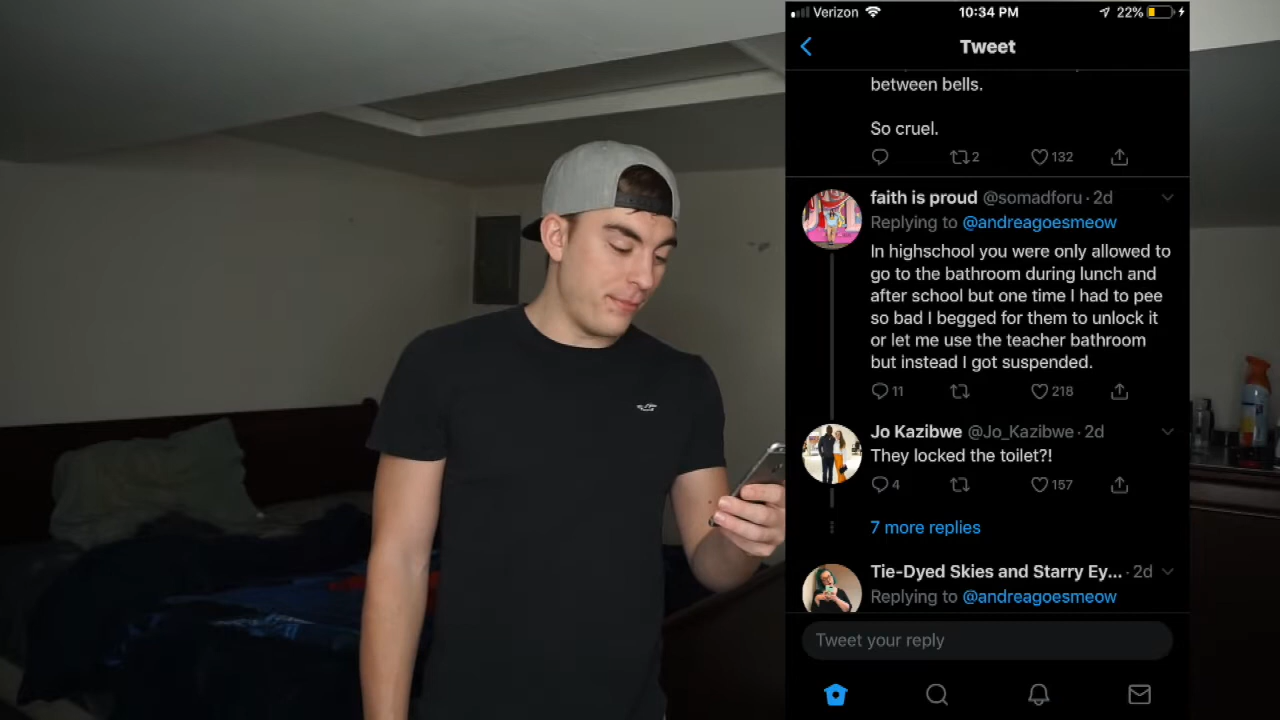 Verizon 10:34 PM 22%
Tweet
between bells.
So cruel.
2 132
faith is proud @somadforu · 2d
Replying to @andreagoesmeow
In highschool you were only allowed to
go to the bathroom during lunch and
after school but one time I had to pee
so bad I begged for them to unlock it
or let me use the teacher bathroom
but instead I got suspended.
11 218
Jo Kazibwe @Jo_Kazibwe · 2d
They locked the toilet?!
4 157
7 more replies
Tie-Dyed Skies and Starry Ey... · 2d
Replying to @andreagoesmeow
Tweet your reply